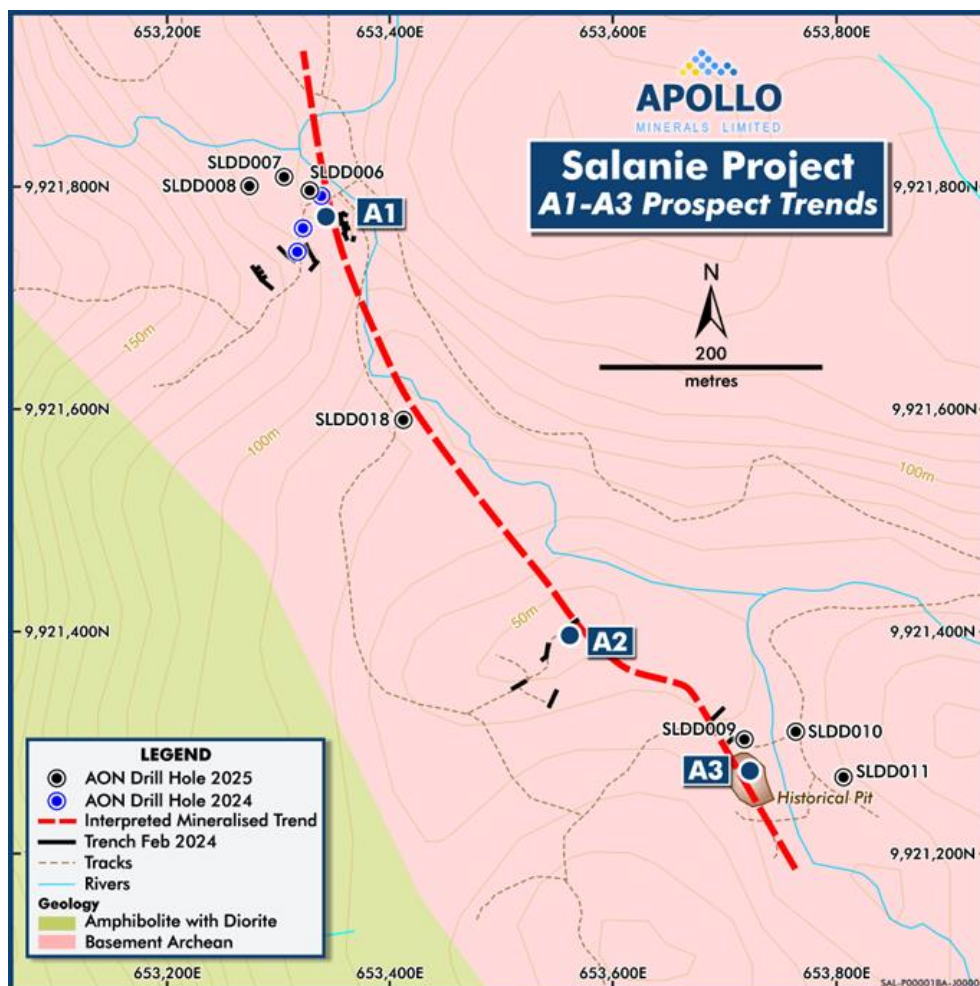 653,200E
653,400E
653,600E
653,800E
APOLLO
MINERALS LIMITED
Salanie Project
A1-A3 Prospect Trends
SLDD007
SLDD006
SLDD008
9,921,800N
9,921,800N
A1
N
200
metres
150m
9,921,600N
9,921,600N
SLDD018
100m
100m
50m
9,921,400N
9,921,400N
A2
SLDD009
SLDD010
A3
SLDD011
Historical Pit
9,921,200N
LEGEND
AON Drill Hole 2025
AON Drill Hole 2024
Interpreted Mineralised Trend
Trench Feb 2024
Tracks
Rivers
Geology
Amphibolite with Diorite
Basement Archean
653,200E
653,400E
653,600E
653,800E